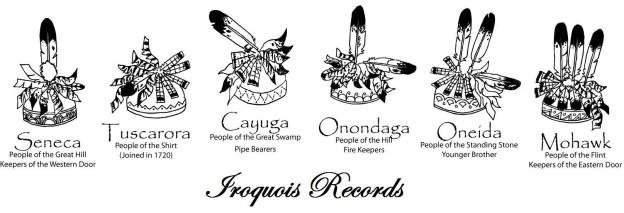 Seneca
People of the Great Hill
Keepers of the Western Door
Tuscarora
People of the Shirt
(Joined in 1720)
Cayuga
People of the Great Swamp
Pipe Bearers
Onondaga
People of the Hill
Fire Keepers
Oneida
People of the Standing Stone
Younger Brother
Mohawk
People of the Flint
Keepers of the Eastern Door
Iroquois Records